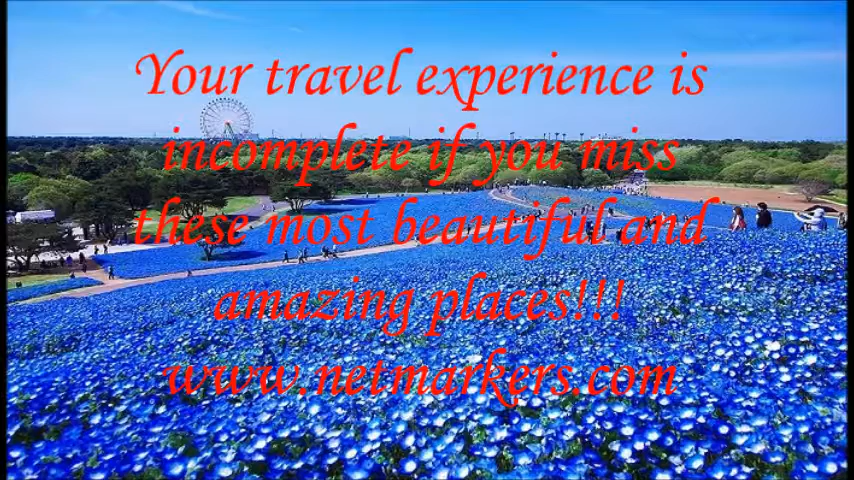 Your travel experience is
incomplete if you miss
these most beautiful and
amazing places!!!
www.netmarkers.com